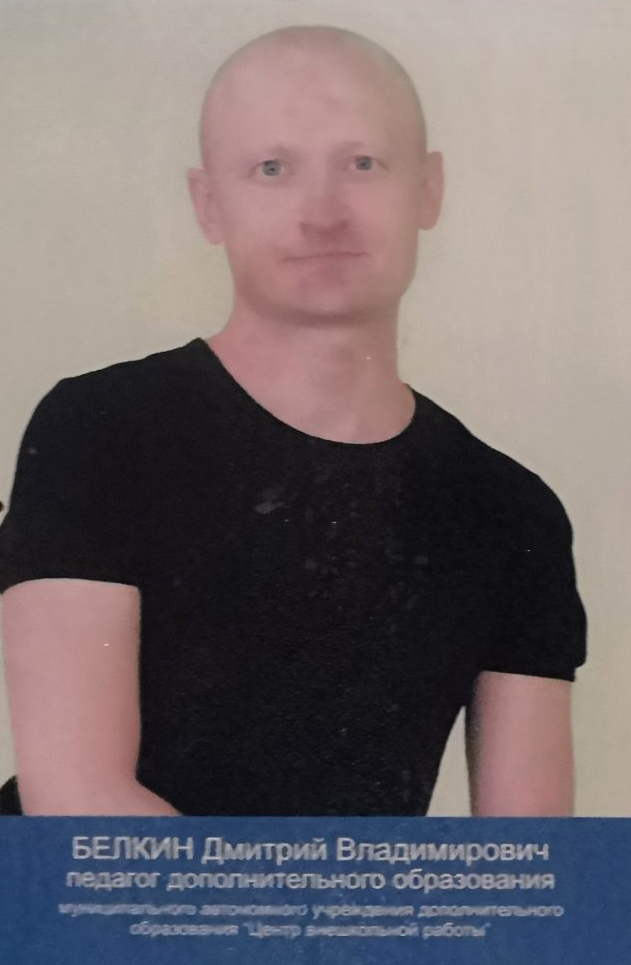 БЕЛКИН Дмитрий Владимирович
педагог дополнительного образования
муниципального автономного учреждения дополнительного
образования "Центр внешкольной работы"